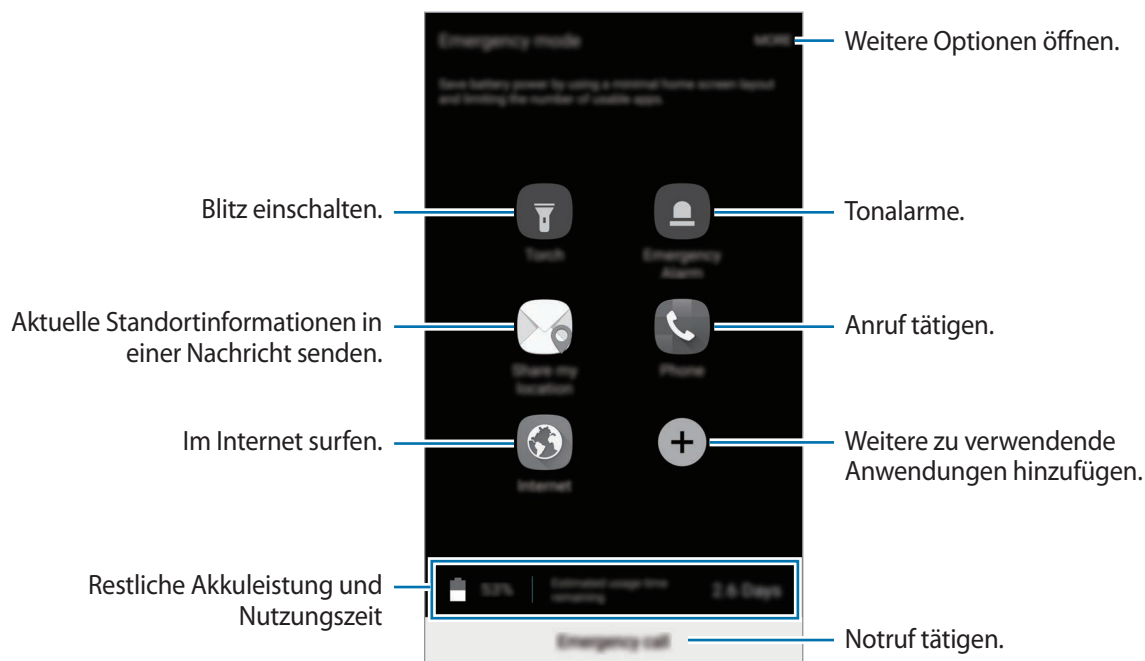 Emergency mode
MORE
Weitere Optionen öffnen.
Save battery power by using a minimal home screen layout
and limiting the number of usable apps.
Blitz einschalten.
Torch
Emergency
Alarm
Tonalarme.
Aktuelle Standortinformationen in
einer Nachricht senden.
Share my
location
Phone
Anruf tätigen.
Im Internet surfen.
Internet
Weitere zu verwendende
Anwendungen hinzufügen.
Restliche Akkuleistung und
Nutzungszeit
53%
Estimated usage time
remaining
2.6 Days
Emergency call
Notruf tätigen.